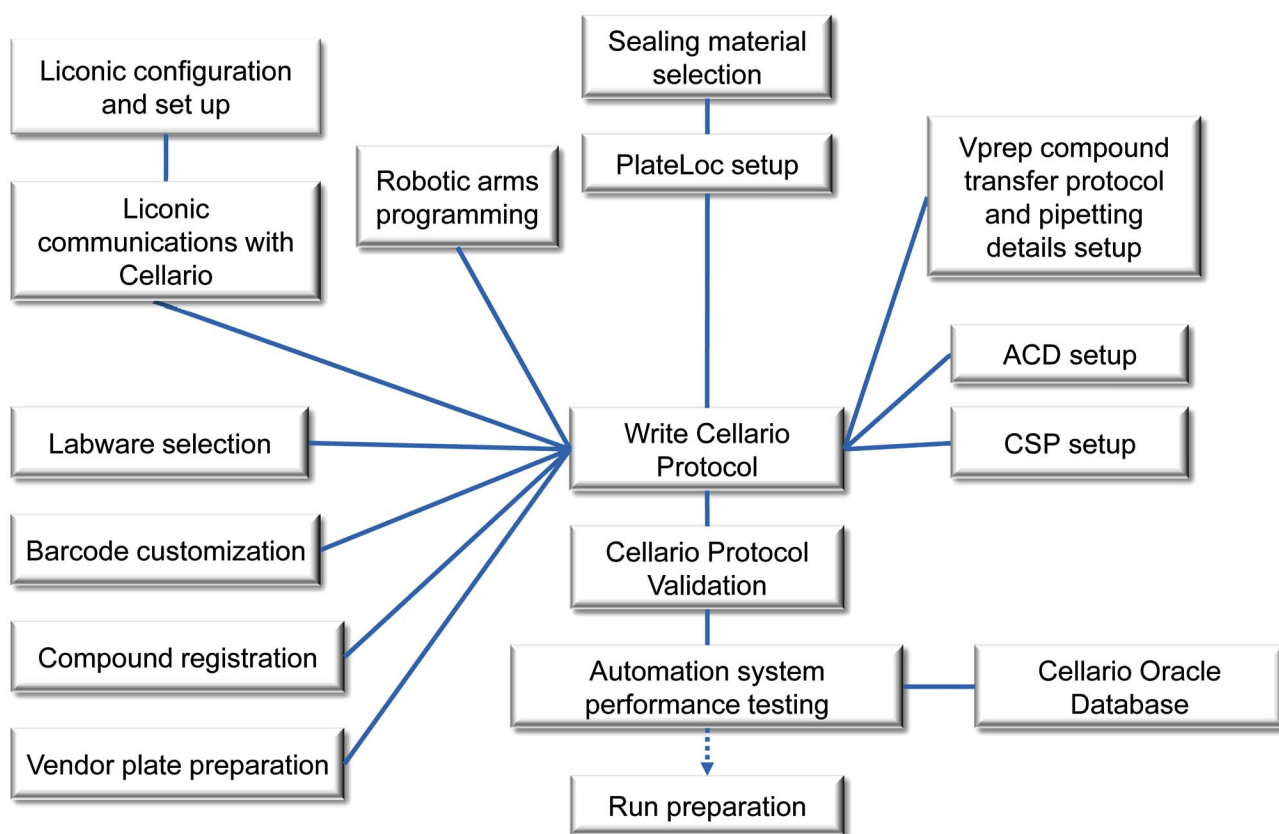 Liconic configuration
and set up
Liconic
communications with
Cellario
Robotic arms
programming
Sealing material
selection
PlateLoc setup
Vprep compound
transfer protocol
and pipetting
details setup
ACD setup
CSP setup
Labware selection
Barcode customization
Compound registration
Vendor plate preparation
Write Cellario
Protocol
Cellario Protocol
Validation
Automation system
performance testing
Cellario Oracle
Database
Run preparation